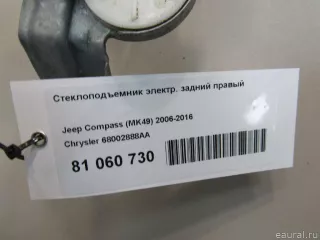 Стеклоподъемник электр. задний правый
Jeep Compass (MK49) 2006-2016
Chrysler 68002888AA
81 060 730
eaural.ru